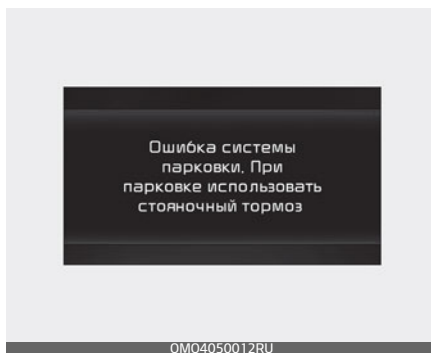 Ошибка системы
парковки. При
парковке использовать
стояночный тормоз
OMO4050012RU